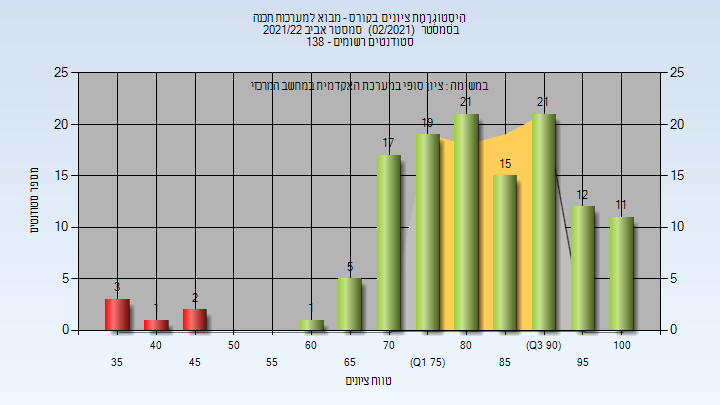 היסטוגרמת ציונים בקורס - מבוא למערכות תכנה
בסמסטר (02/2021) סמסטר אביב 2021/22
סטודנטים רשומים - 138
במשימה : ציון סופי במערכת האקדמית במחשב המרכזי
מספר סטודנטים
25 25
20 20
15 15
10 10
5 5
0 0
3 1 2 1 5 17 19 21 15 21 12 11
40 50 60 70 80 (Q3 90) 100
35 45 55 65 (Q1 75) 85 95
טווח ציונים